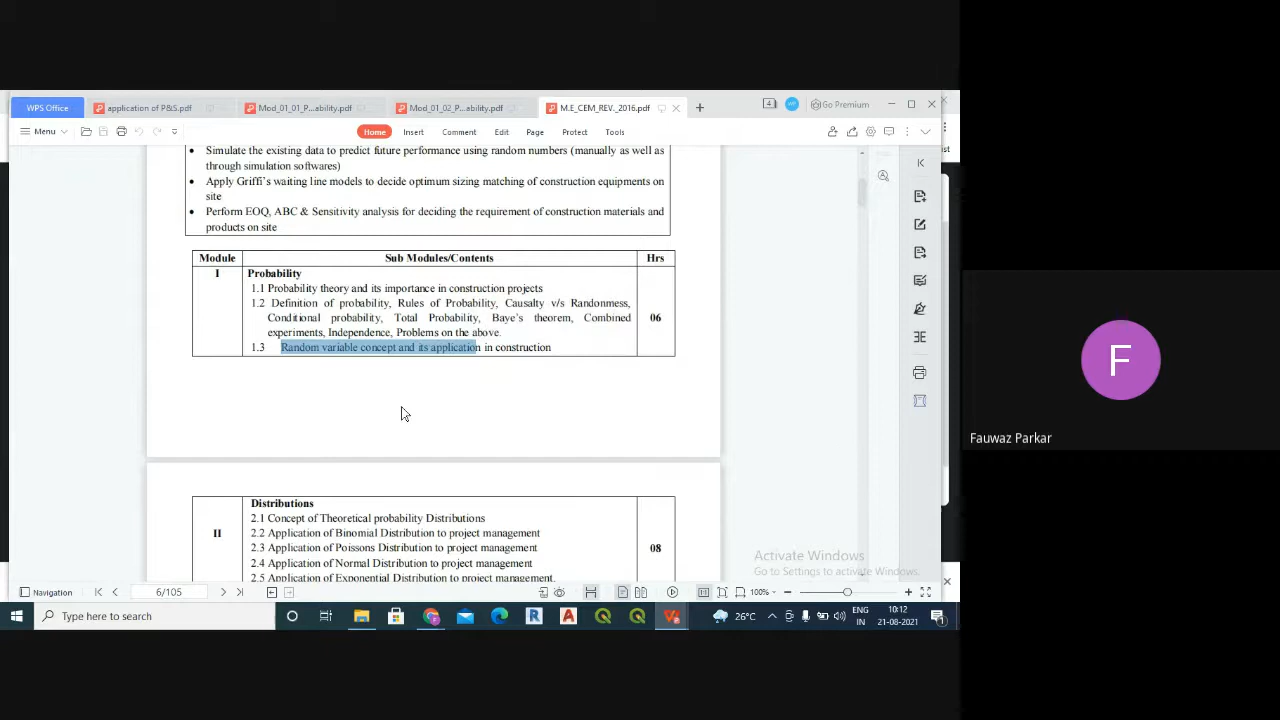 WPS Office
application of P&S.pdf
Mod_01_01_P...ability.pdf
Mod_01_02_P...ability.pdf
M.E_CEM_REV._2016.pdf
4
Go Premium
Menu
Home
Insert
Comment
Edit
Page
Protect
Tools
• Simulate the existing data to predict future performance using random numbers (manually as well as
through simulation softwares)
• Apply Griffi's waiting line models to decide optimum sizing matching of construction equipments on
site
• Perform EOQ, ABC & Sensitivity analysis for deciding the requirement of construction materials and
products on site
Module Sub Modules/Contents Hrs
I Probability
1.1 Probability theory and its importance in construction projects
1.2 Definition of probability, Rules of Probability, Causalty v/s Randomness,
Conditional probability, Total Probability, Baye's theorem, Combined
experiments, Independence, Problems on the above.
06
1.3 Random variable concept and its application in construction
Distributions
2.1 Concept of Theoretical probability Distributions
II 2.2 Application of Binomial Distribution to project management
2.3 Application of Poissons Distribution to project management
08
2.4 Application of Normal Distribution to project management
2.5 Application of Exponential Distribution to project management.
Activate Windows
Go to Settings to activate Windows.
Navigation
6/105
100%
Type here to search
26°C
ENG
IN
10:12
21-08-2021
F
Fauwaz Parkar